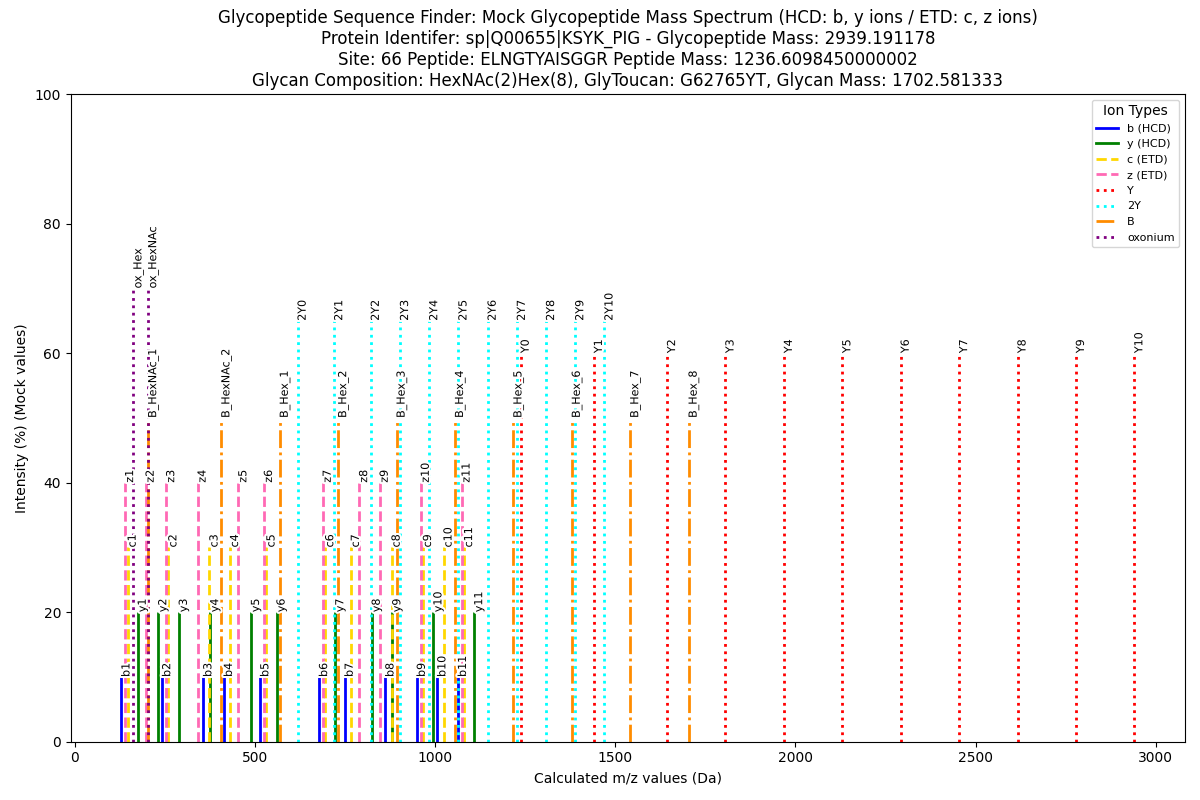 Glycopeptide Sequence Finder: Mock Glycopeptide Mass Spectrum (HCD: b, y ions / ETD: c, z ions)
Protein Identifer: sp|Q00655|KSYK_PIG - Glycopeptide Mass: 2939.191178
Site: 66 Peptide: ELNGTYAISGGR Peptide Mass: 1236.6098450000002
Glycan Composition: HexNAc(2)Hex(8), GlyToucan: G62765YT, Glycan Mass: 1702.581333
Intensity (%) (Mock values)
100
80
60
40
20
0
Ion Types
b (HCD)
y (HCD)
c (ETD)
z (ETD)
Y
2Y
B
oxonium
ox_Hex
ox_HexNAc
2Y0
2Y1
2Y2
2Y3
2Y4
2Y5
2Y6
2Y7
2Y8
2Y9
2Y10
Y0
Y1
Y2
Y3
Y4
Y5
Y6
Y7
Y8
Y9
Y10
B_HexNAc_1
B_HexNAc_2
B_Hex_1
B_Hex_2
B_Hex_3
B_Hex_4
B_Hex_5
B_Hex_6
B_Hex_7
B_Hex_8
z1
z2
z3
z4
z5
z6
z7
z8
z9
z10
z11
c1
c2
c3
c4
c5
c6
c7
c8
c9
c10
c11
y1
y2
y3
y4
y5
y6
y7
y8
y9
y10
y11
b1
b2
b3
b4
b5
b6
b7
b8
b9
b10
b11
0
500
1000
1500
2000
2500
3000
Calculated m/z values (Da)